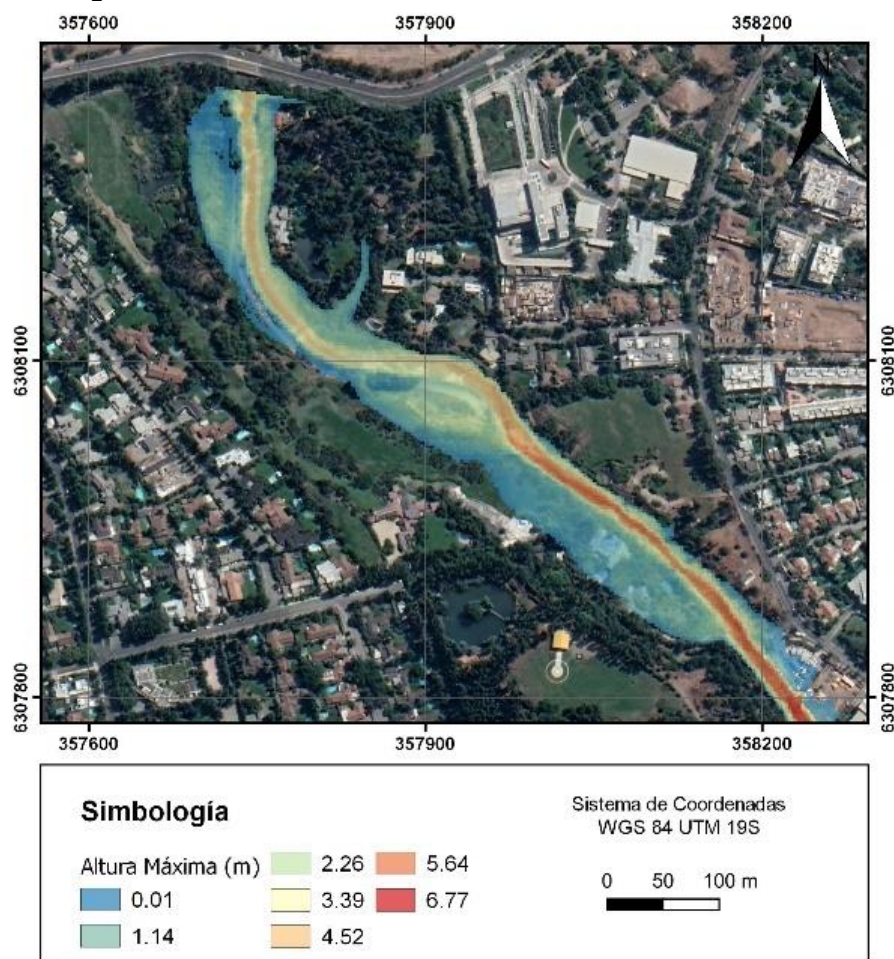 357600 357900 358200
N
6308100 6308100
6307800 6307800
357600 357900 358200
Simbología
Altura Máxima (m)
0.01
1.14
2.26
3.39
4.52
5.64
6.77
Sistema de Coordenadas
WGS 84 UTM 19S
0 50 100 m